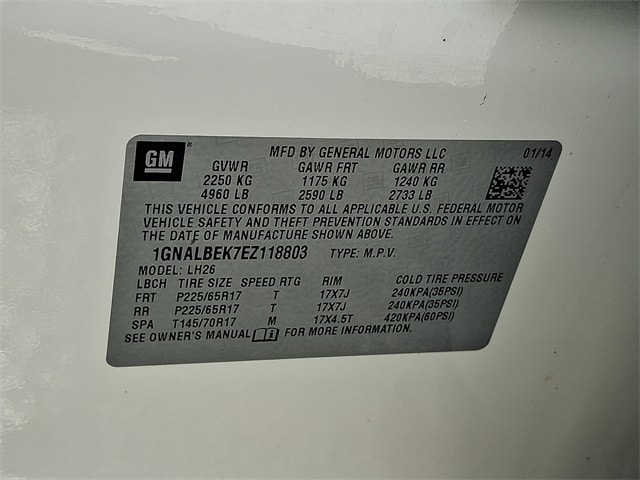 GM MFD BY GENERAL MOTORS LLC 01/14
GVWR GAWR FRT GAWR RR
2250 KG 1175 KG 1240 KG
4960 LB 2590 LB 2733 LB
THIS VEHICLE CONFORMS TO ALL APPLICABLE U.S. FEDERAL MOTOR
VEHICLE SAFETY AND THEFT PREVENTION STANDARDS IN EFFECT ON
THE DATE OF MANUFACTURE SHOWN ABOVE.
1GNALBEK7EZ118803 TYPE: M.P.V.
MODEL: LH26
LBCH TIRE SIZE SPEED RTG RIM COLD TIRE PRESSURE
FRT P225/65R17 T 17X7J 240KPA(35PSI)
RR P225/65R17 T 17X7J 240KPA(35PSI)
SPA T145/70R17 M 17X4.5T 420KPA(60PSI)
SEE OWNER'S MANUAL FOR MORE INFORMATION.